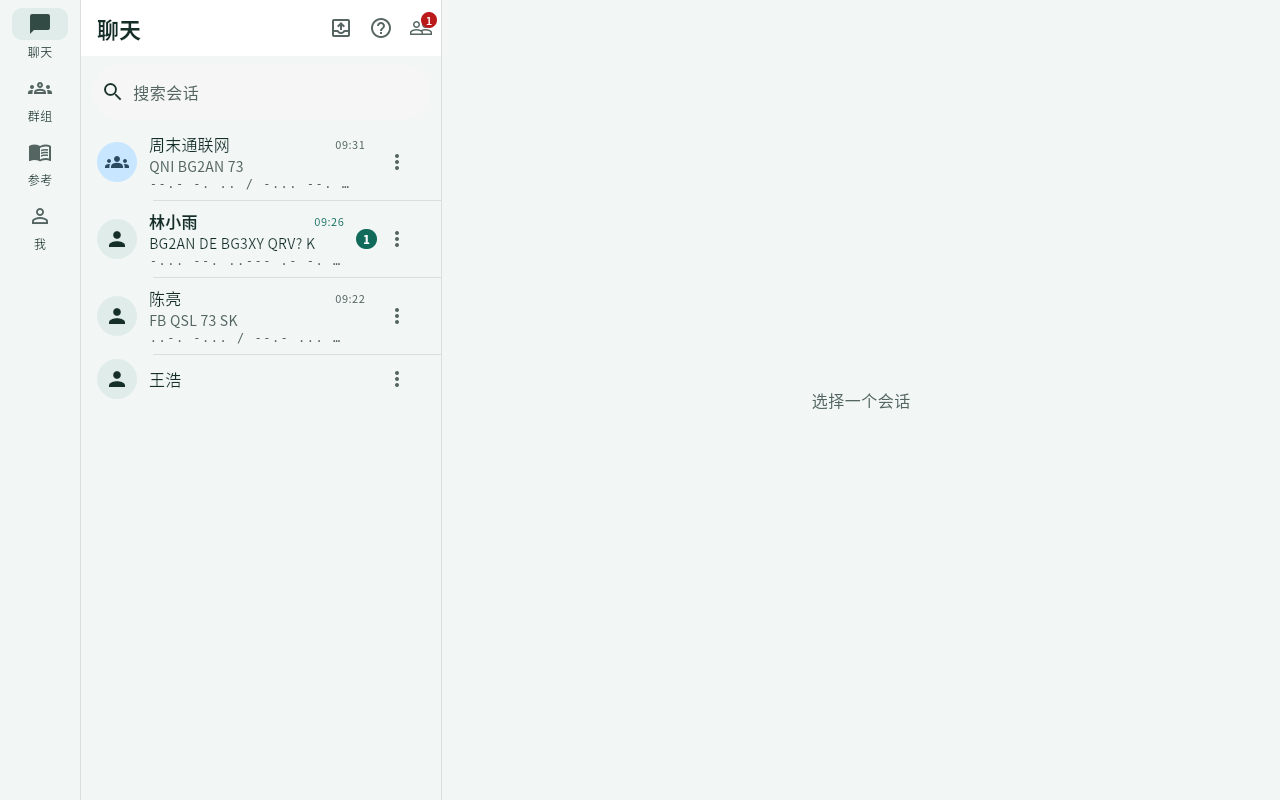 聊天
群组
参考
我
聊天
1
搜索会话
周末通联网 09:31
QNI BG2AN 73
--.- -. .. / -... --. …
林小雨 09:26
BG2AN DE BG3XY QRV? K 1
-... --. ..--- .- -. …
陈亮 09:22
FB QSL 73 SK
..-. -... / --.- ... …
王浩
选择一个会话